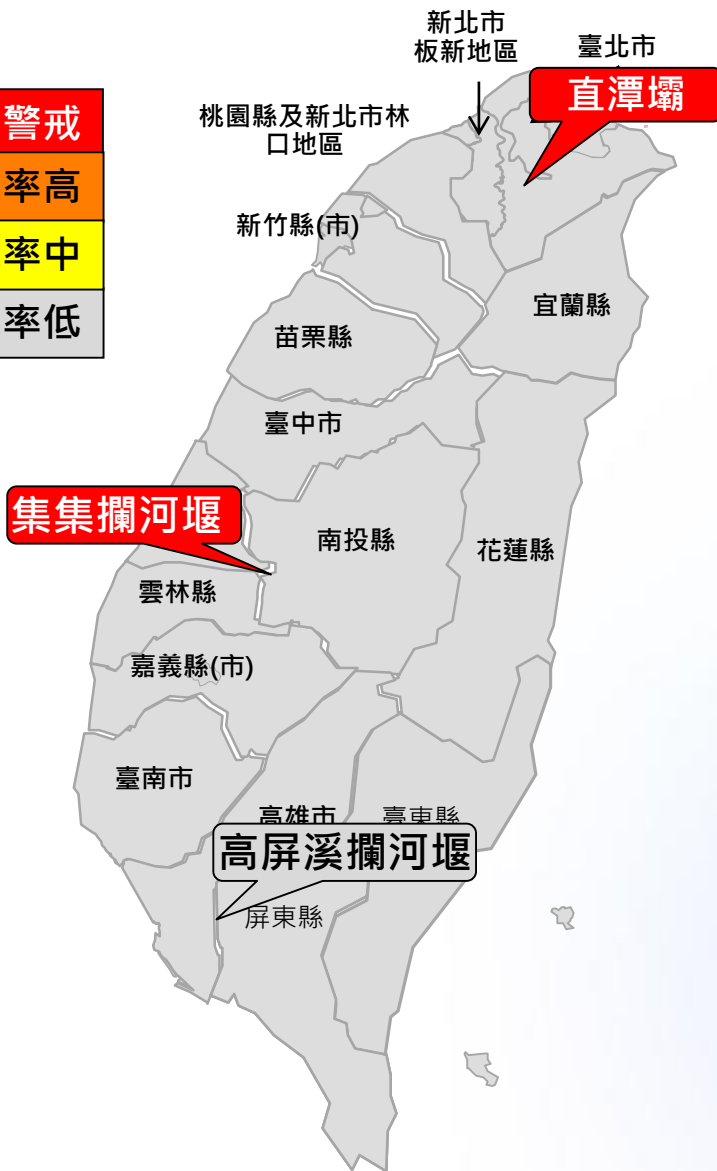 新北市
板新地區
臺北市
直潭壩
警戒
率高
率中
率低
桃園縣及新北市林
口地區
新竹縣(市)
宜蘭縣
苗栗縣
臺中市
集集攔河堰
南投縣
花蓮縣
雲林縣
嘉義縣(市)
臺南市
高雄市
臺東縣
高屏溪攔河堰
屏東縣